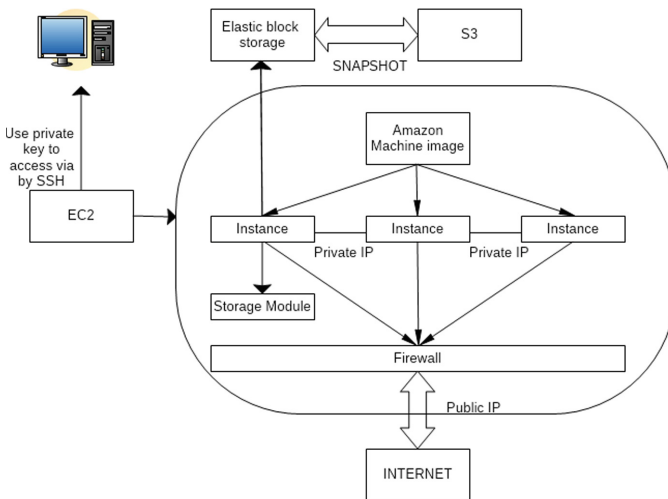 Elastic block
storage
S3
SNAPSHOT
Use private
key to
access via
by SSH
EC2
Amazon
Machine image
Instance
Instance
Instance
Private IP
Private IP
Storage Module
Firewall
Public IP
INTERNET